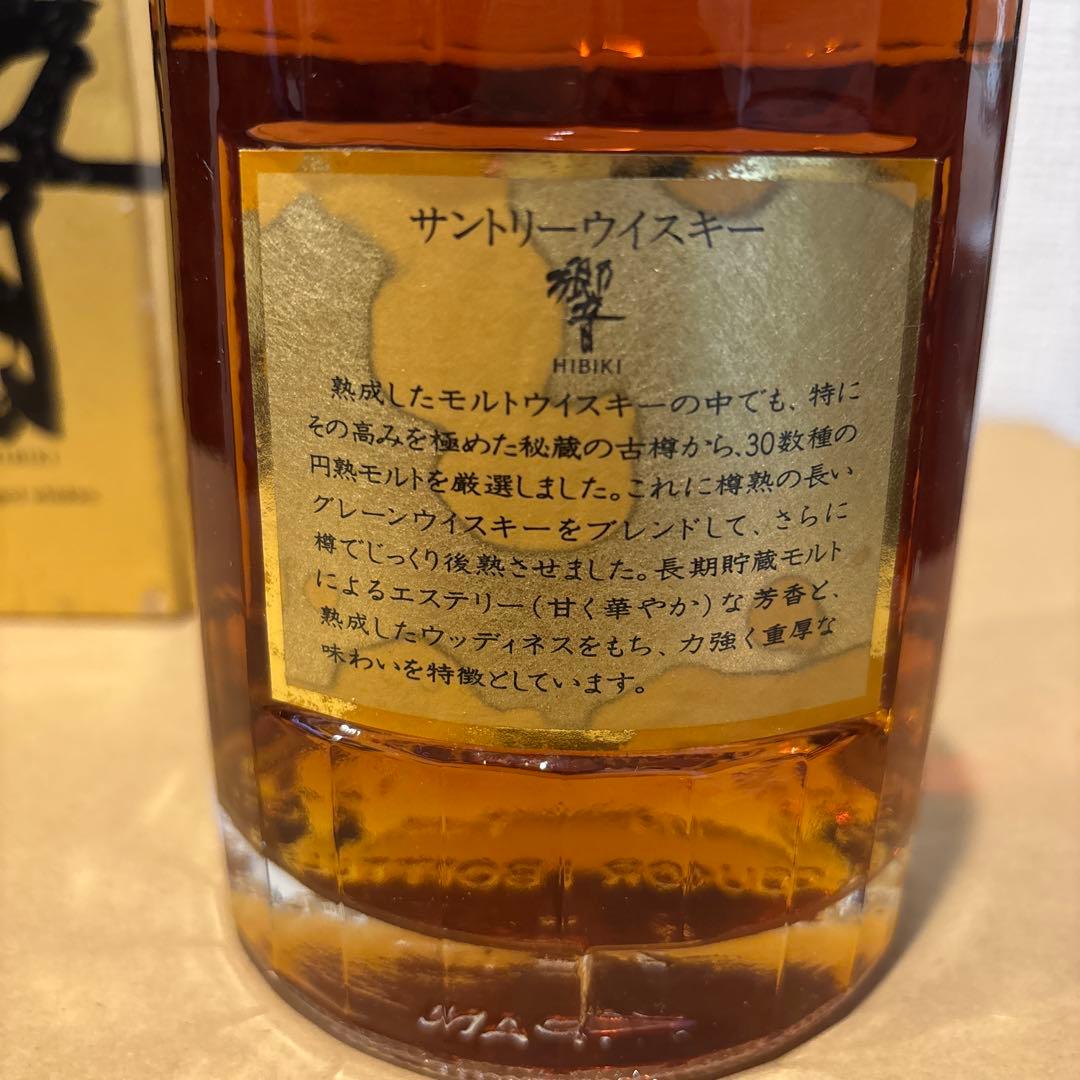 サントリーウイスキー
響
HIBIKI
熟成したモルトウイスキーの中でも、特に
その高みを極めた秘蔵の古樽から、30数種の
円熟モルトを厳選しました。これに樽熟の長い
グレーンウイスキーをブレンドして、さらに
樽でじっくり後熟させました。長期貯蔵モルト
によるエステリー(甘く華やか)な芳香と、
熟成したウッディネスをもち、力強く重厚な
味わいを特徴としています。